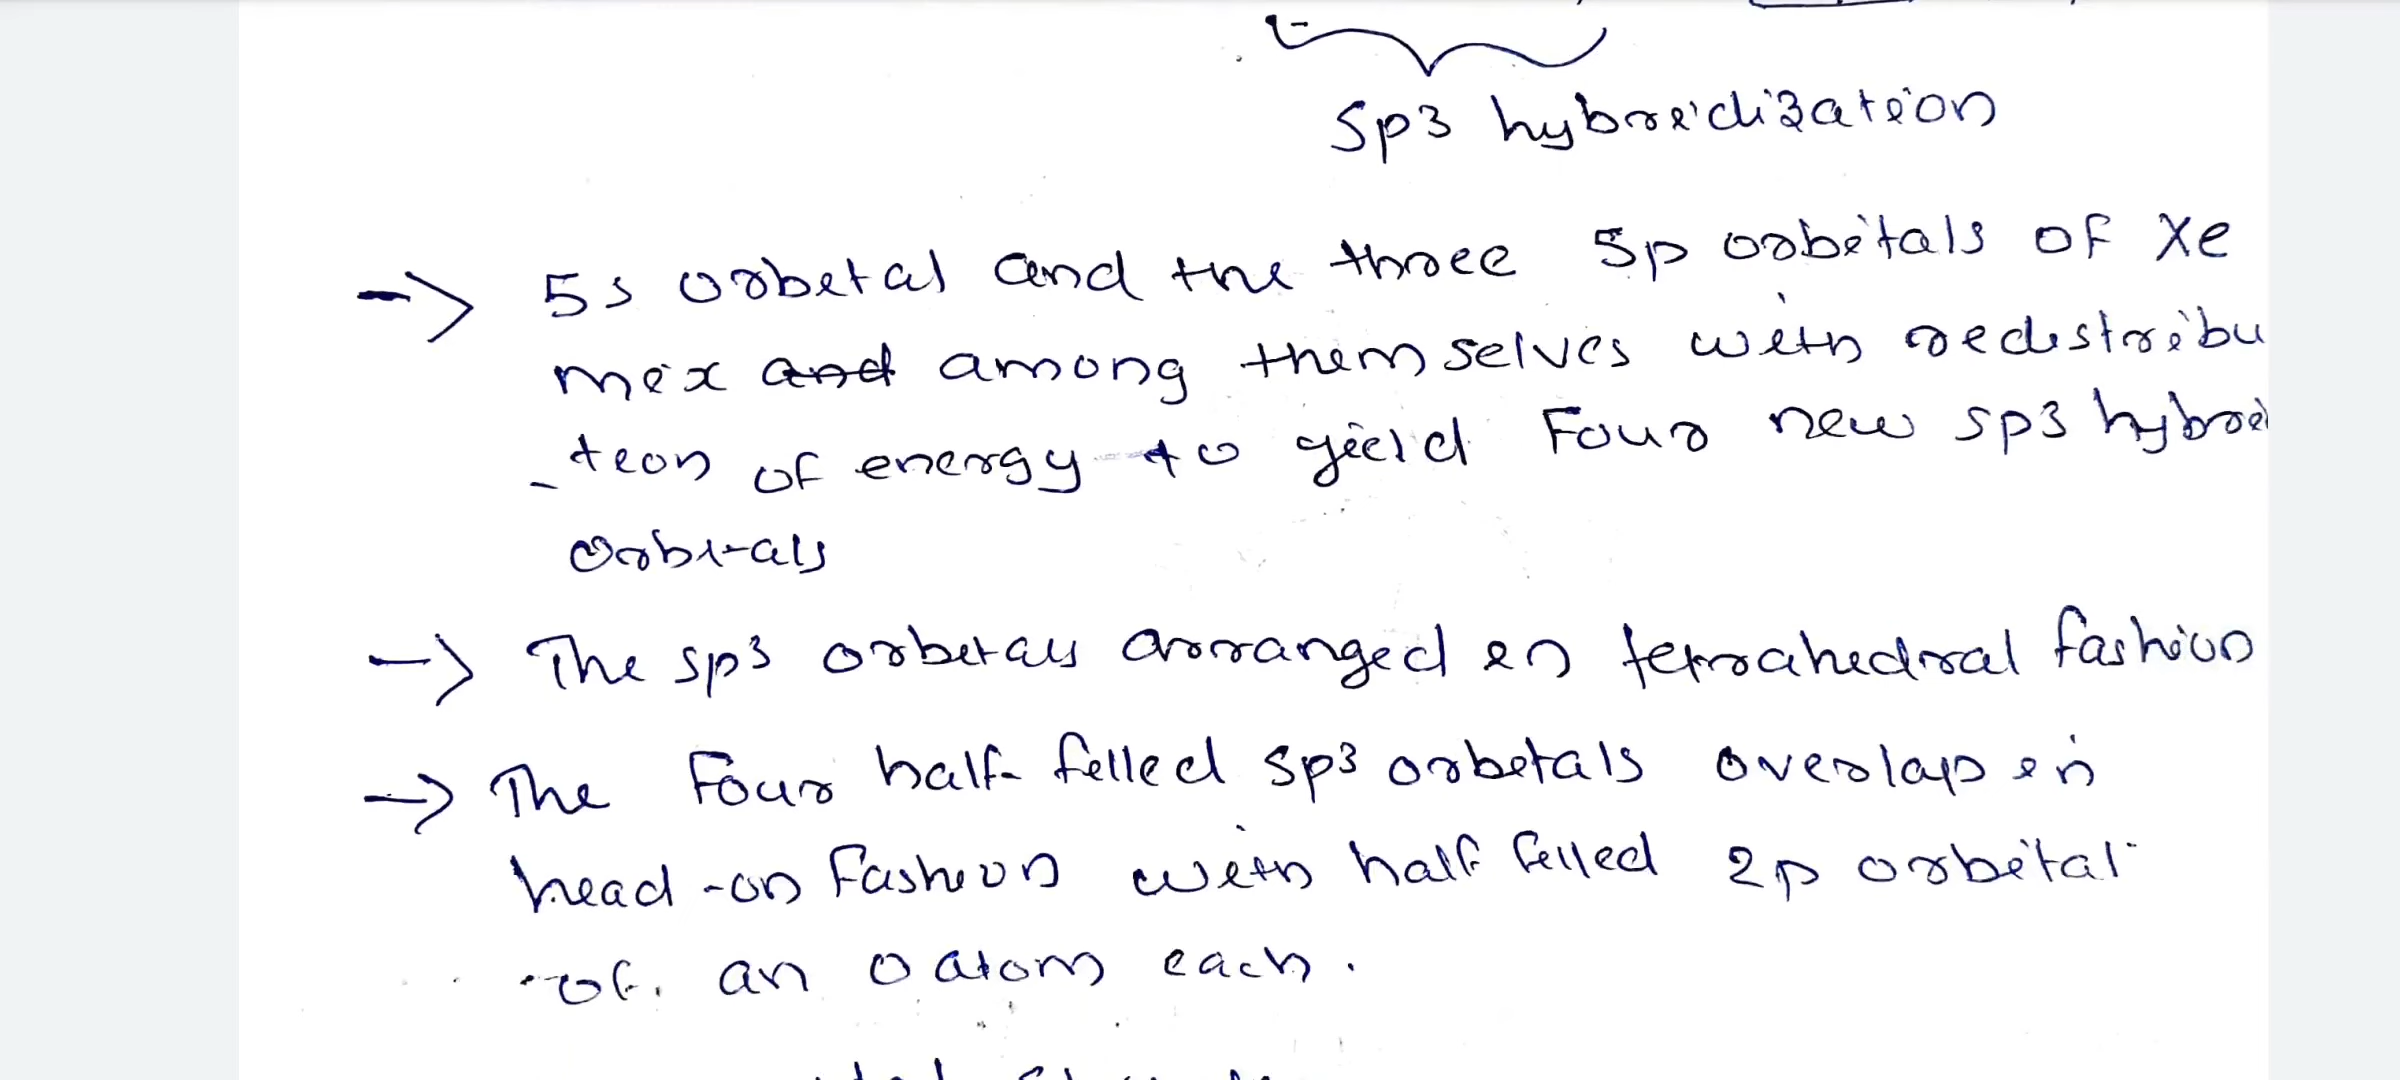 sp3 hybridization
→ 5s orbital and the three 5p orbitals of Xe
mix and among themselves with redistribu
-tion of energy to yield Four new sp3 hybri
orbitals
→ The sp3 orbitals arranged in tetrahedral fashion
→ The Four half-filled sp3 orbitals overlap in
head-on Fashion with half filled 2p orbital
of an O atom each.